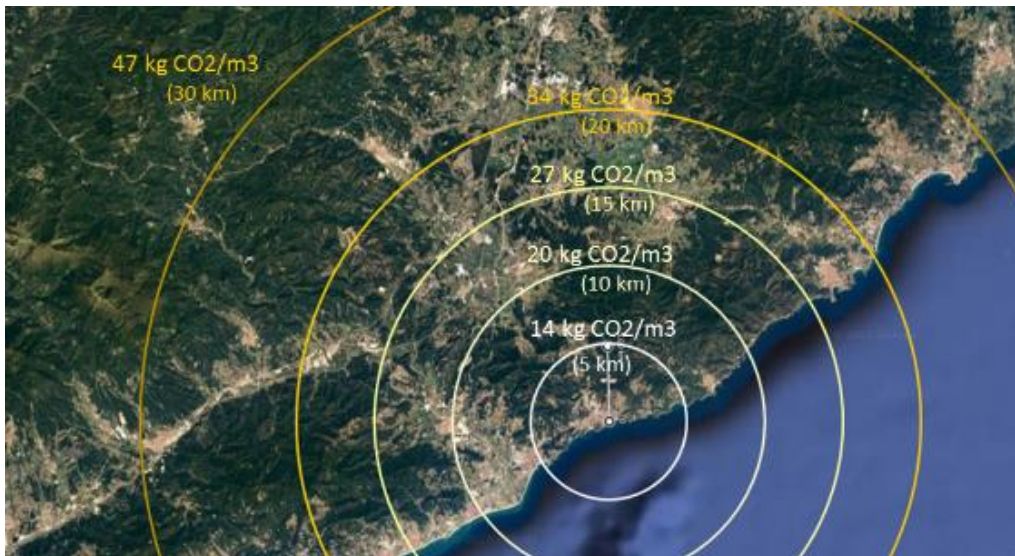 47 kg CO2/m3
(30 km)
34 kg CO2/m3
(20 km)
27 kg CO2/m3
(15 km)
20 kg CO2/m3
(10 km)
14 kg CO2/m3
(5 km)